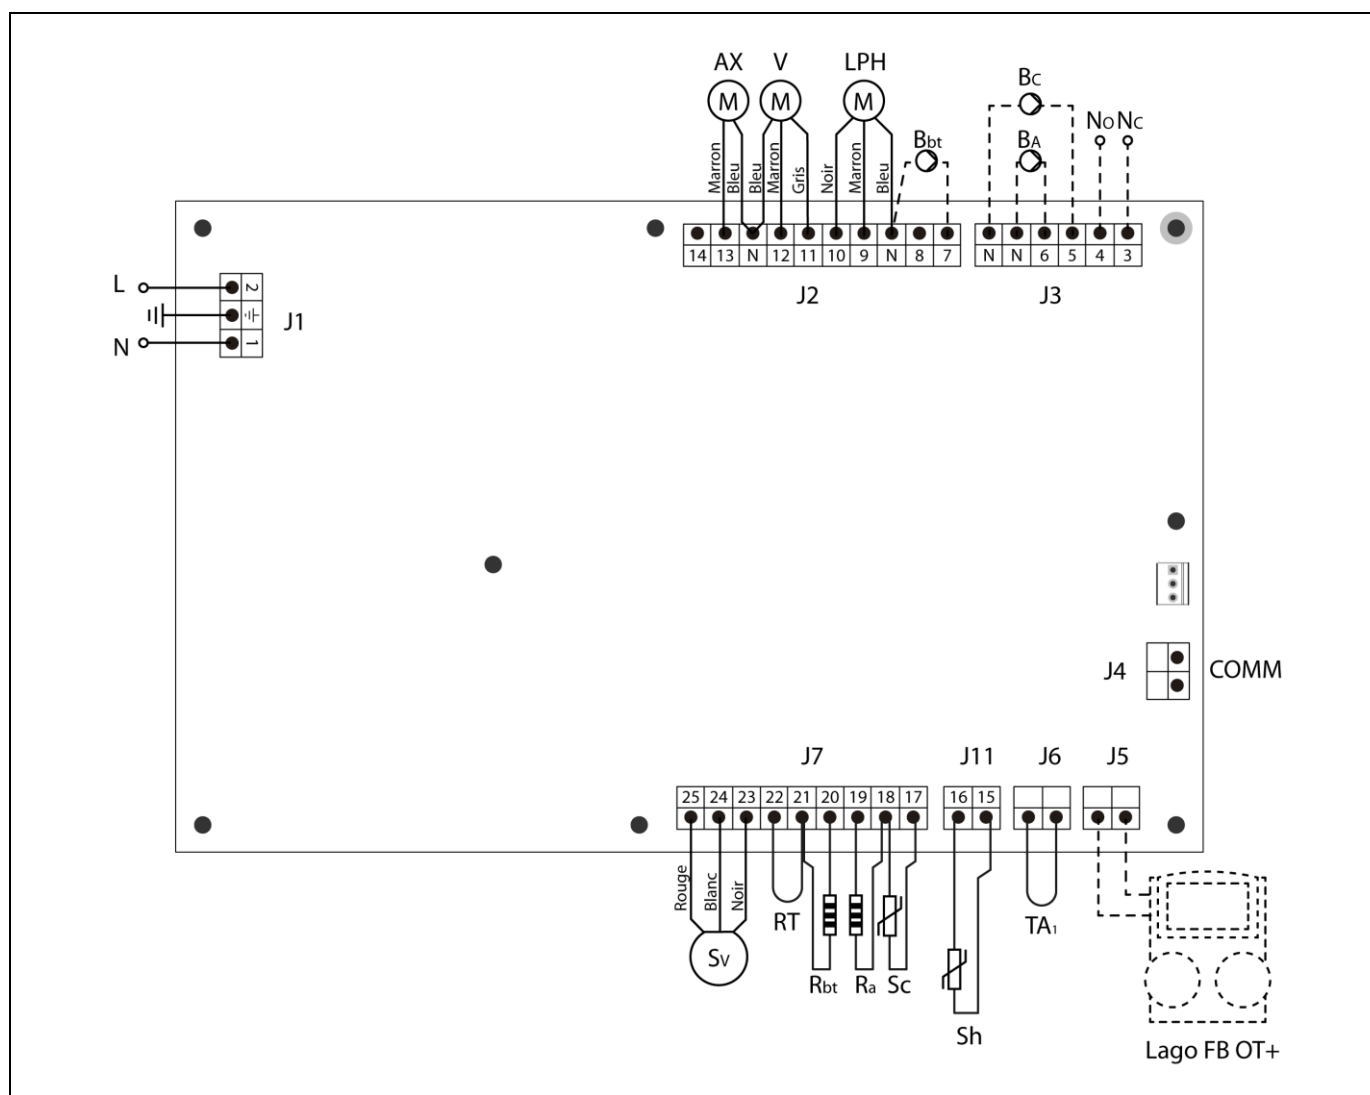 AX V LPH
M M M
Bc
BA
No Nc
Bbt
Marron
Bleu
Bleu
Marron
Gris
Noir
Marron
Bleu
14 13 N 12 11 10 9 N 8 7
N N 6 5 4 3
J2
J3
L
N
2
1
J1
J4
COMM
J7
J11
J6
J5
25 24 23 22 21 20 19 18 17
16 15
Rouge
Blanc
Noir
Sv
RT
Rbt
Ra
Sc
Sh
TA1
Lago FB OT+